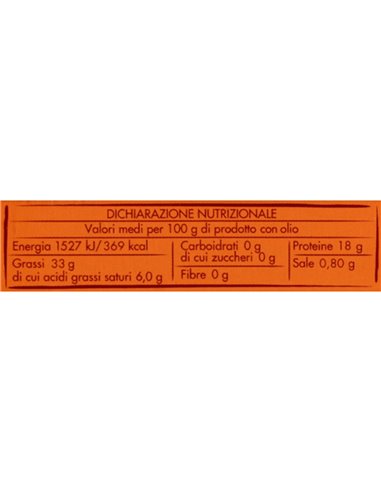 DICHIARAZIONE NUTRIZIONALE
Valori medi per 100 g di prodotto con olio
Energia 1527 kJ/369 kcal
Grassi 33 g
di cui acidi grassi saturi 6,0 g
Carboidrati 0 g
di cui zuccheri 0 g
Fibre 0 g
Proteine 18 g
Sale 0,80 g